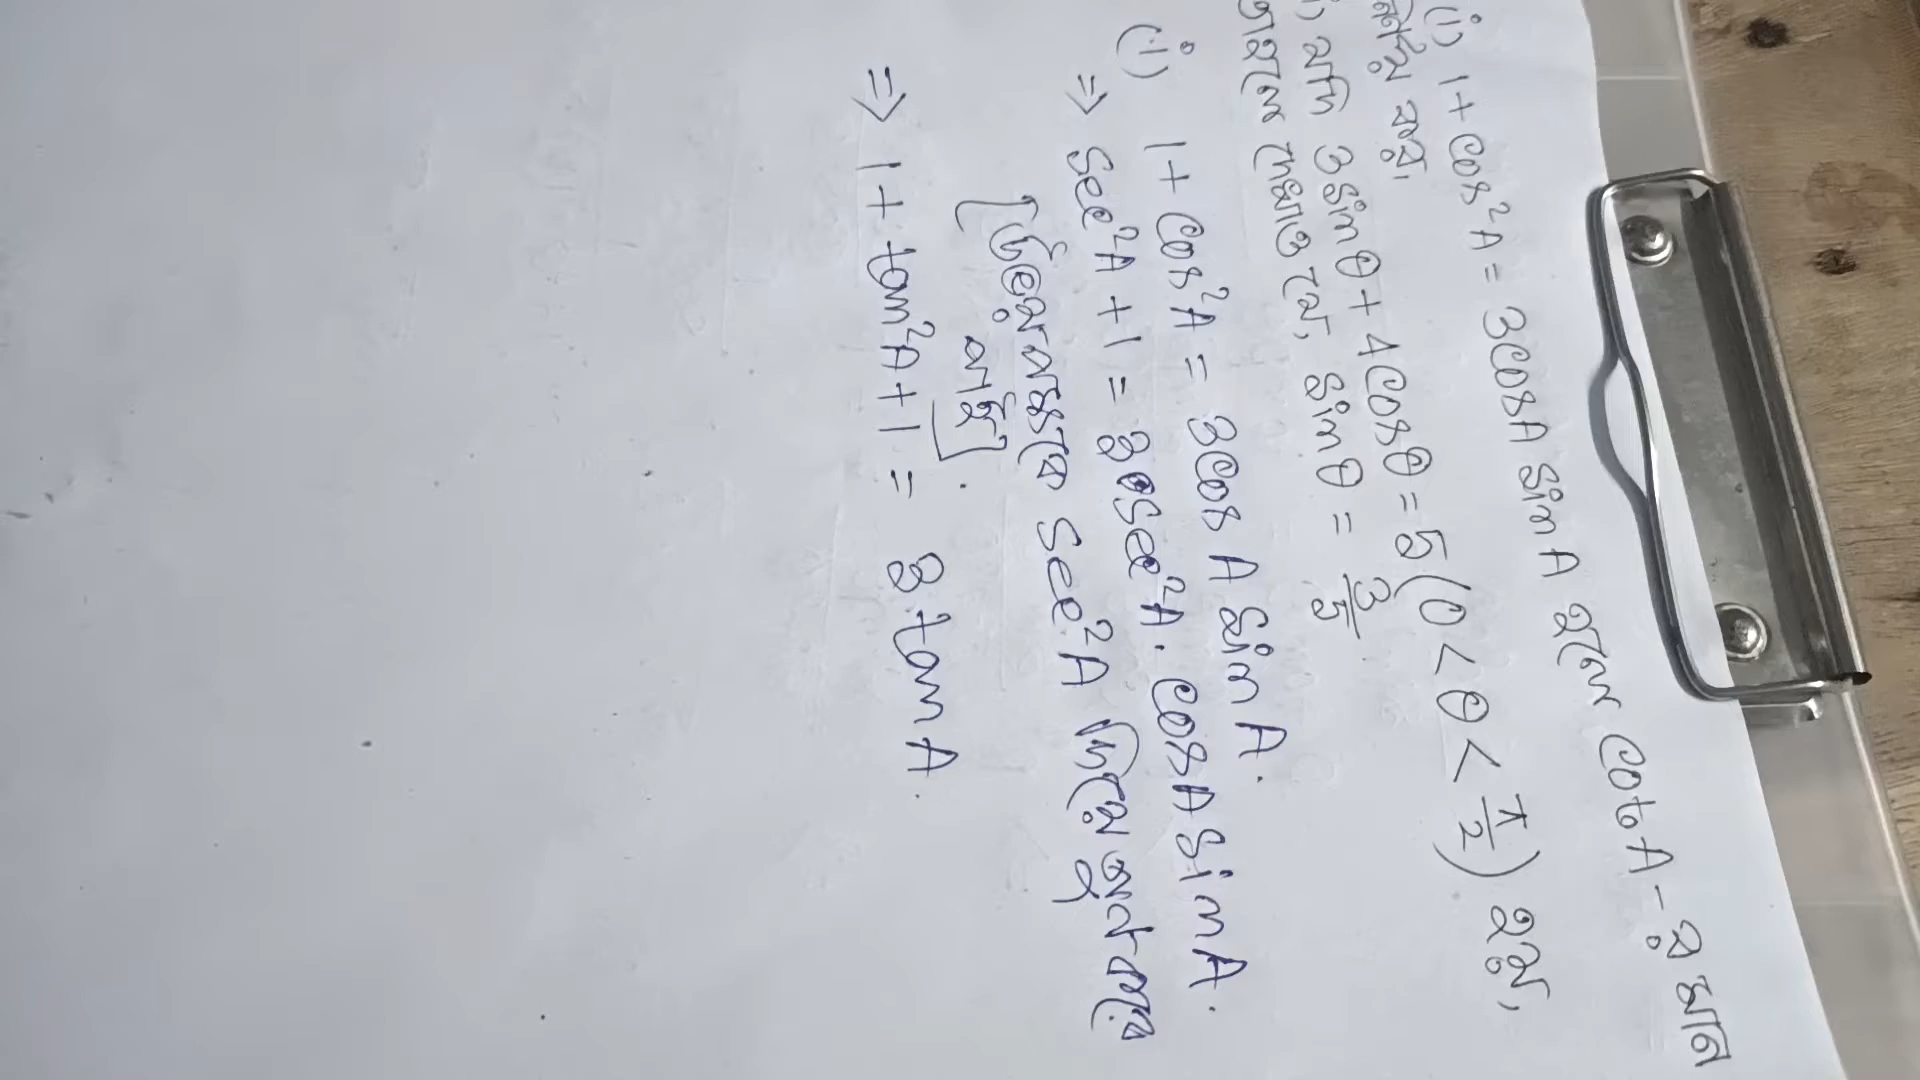 (i) 1 + cos²A = 3cosA sinA হলে cotA-র মান
নির্ণয় করো,
যদি 3sinθ + 4cosθ = 5 (0 < θ < π/2) হয়,
তাহলে দেখাও যে, sinθ = 3/5
(i) 1 + cos²A = 3cos A sin A.
⇒ sec²A + 1 = 3 sec²A. cosA sinA.
[উভয়পক্ষকে sec²A দিয়ে গুণ করে
পাই].
⇒ 1 + tan²A + 1 = 3 tan A.